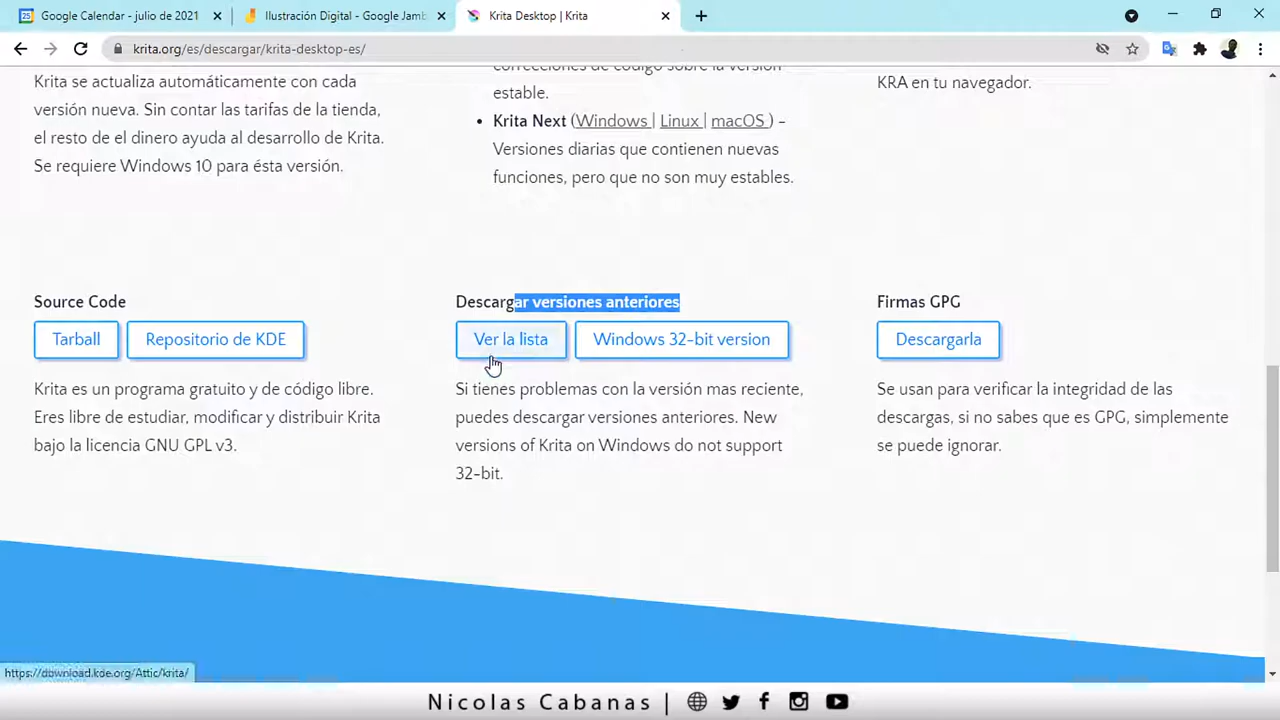 Google Calendar - julio de 2021
Ilustración Digital - Google Jamb
Krita Desktop | Krita
krita.org/es/descargar/krita-desktop-es/
Krita se actualiza automáticamente con cada
versión nueva. Sin contar las tarifas de la tienda,
el resto de el dinero ayuda al desarrollo de Krita.
Se requiere Windows 10 para ésta versión.
correcciones de código sobre la versión
estable.
• Krita Next (Windows | Linux | macOS ) –
Versiones diarias que contienen nuevas
funciones, pero que no son muy estables.
KRA en tu navegador.
Source Code
Tarball
Repositorio de KDE
Krita es un programa gratuito y de código libre.
Eres libre de estudiar, modificar y distribuir Krita
bajo la licencia GNU GPL v3.
Descargar versiones anteriores
Ver la lista
Windows 32-bit version
Si tienes problemas con la versión mas reciente,
puedes descargar versiones anteriores. New
versions of Krita on Windows do not support
32-bit.
Firmas GPG
Descargarla
Se usan para verificar la integridad de las
descargas, si no sabes que es GPG, simplemente
se puede ignorar.
https://download.kde.org/Attic/krita/
Nicolas Cabanas |